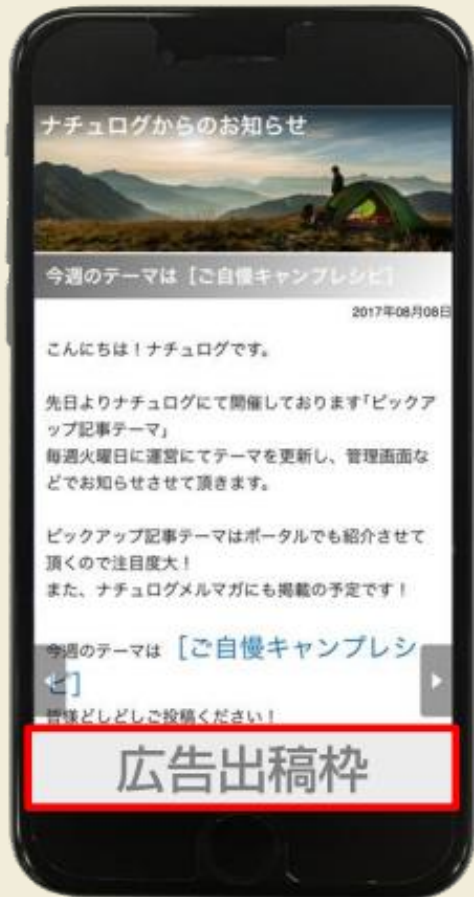 ナチュログからのお知らせ
今週のテーマは［ご自慢キャンプレシピ］
2017年08月08日
こんにちは！ナチュログです。
先日よりナチュログにて開催しております「ピックア
ップ記事テーマ」
毎週火曜日に運営にてテーマを更新し、管理画面な
どでお知らせさせて頂きます。
ピックアップ記事テーマはポータルでも紹介させて
頂くので注目度大！
また、ナチュログメルマガにも掲載の予定です！
今週のテーマは ［ご自慢キャンプレシ
ピ］
皆様どしどしご投稿ください！
広告出稿枠